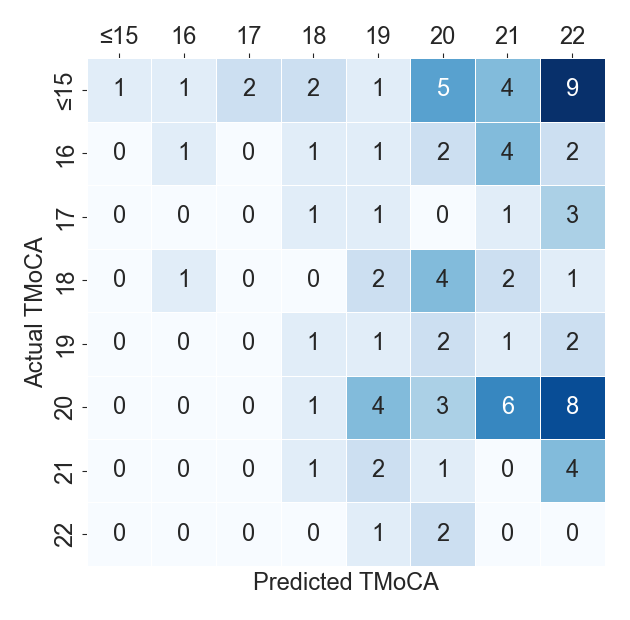 ≤15 16 17 18 19 20 21 22
≤15 1 1 2 2 1 5 4 9
16 0 1 0 1 1 2 4 2
17 0 0 0 1 1 0 1 3
18 0 1 0 0 2 4 2 1
19 0 0 0 1 1 2 1 2
20 0 0 0 1 4 3 6 8
21 0 0 0 1 2 1 0 4
22 0 0 0 0 1 2 0 0
Actual TMoCA
Predicted TMoCA